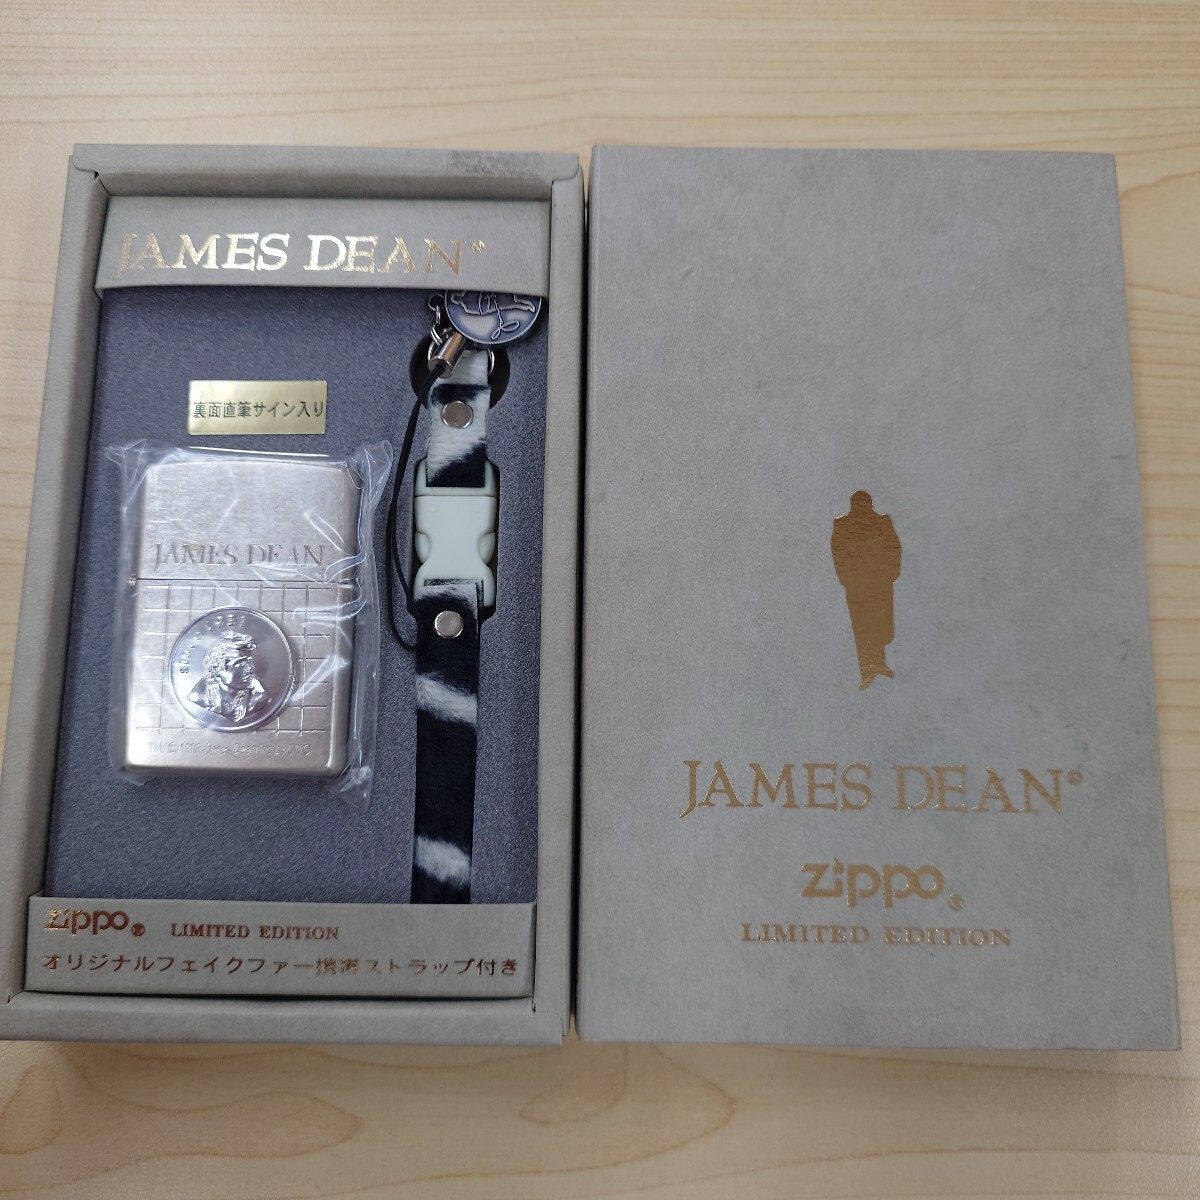 JAMES DEAN®
裏面直筆サイン入り
JAMES DEAN
1931
zippo® LIMITED EDITION
オリジナルフェイクファー携帯ストラップ付き
JAMES DEAN®
zippo®
LIMITED EDITION